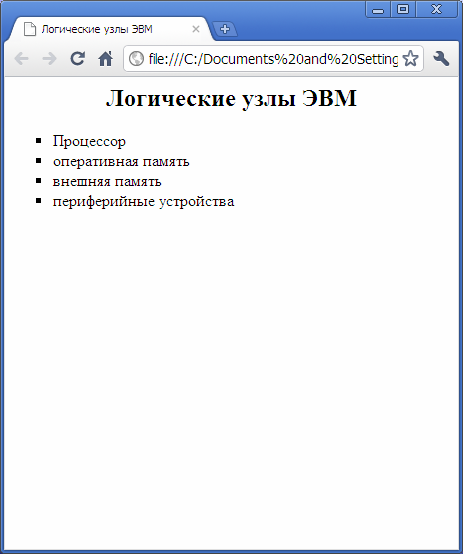 Логические узлы ЭВМ
file:///C:/Documents%20and%20Setting
Логические узлы ЭВМ
Процессор
оперативная память
внешняя память
периферийные устройства